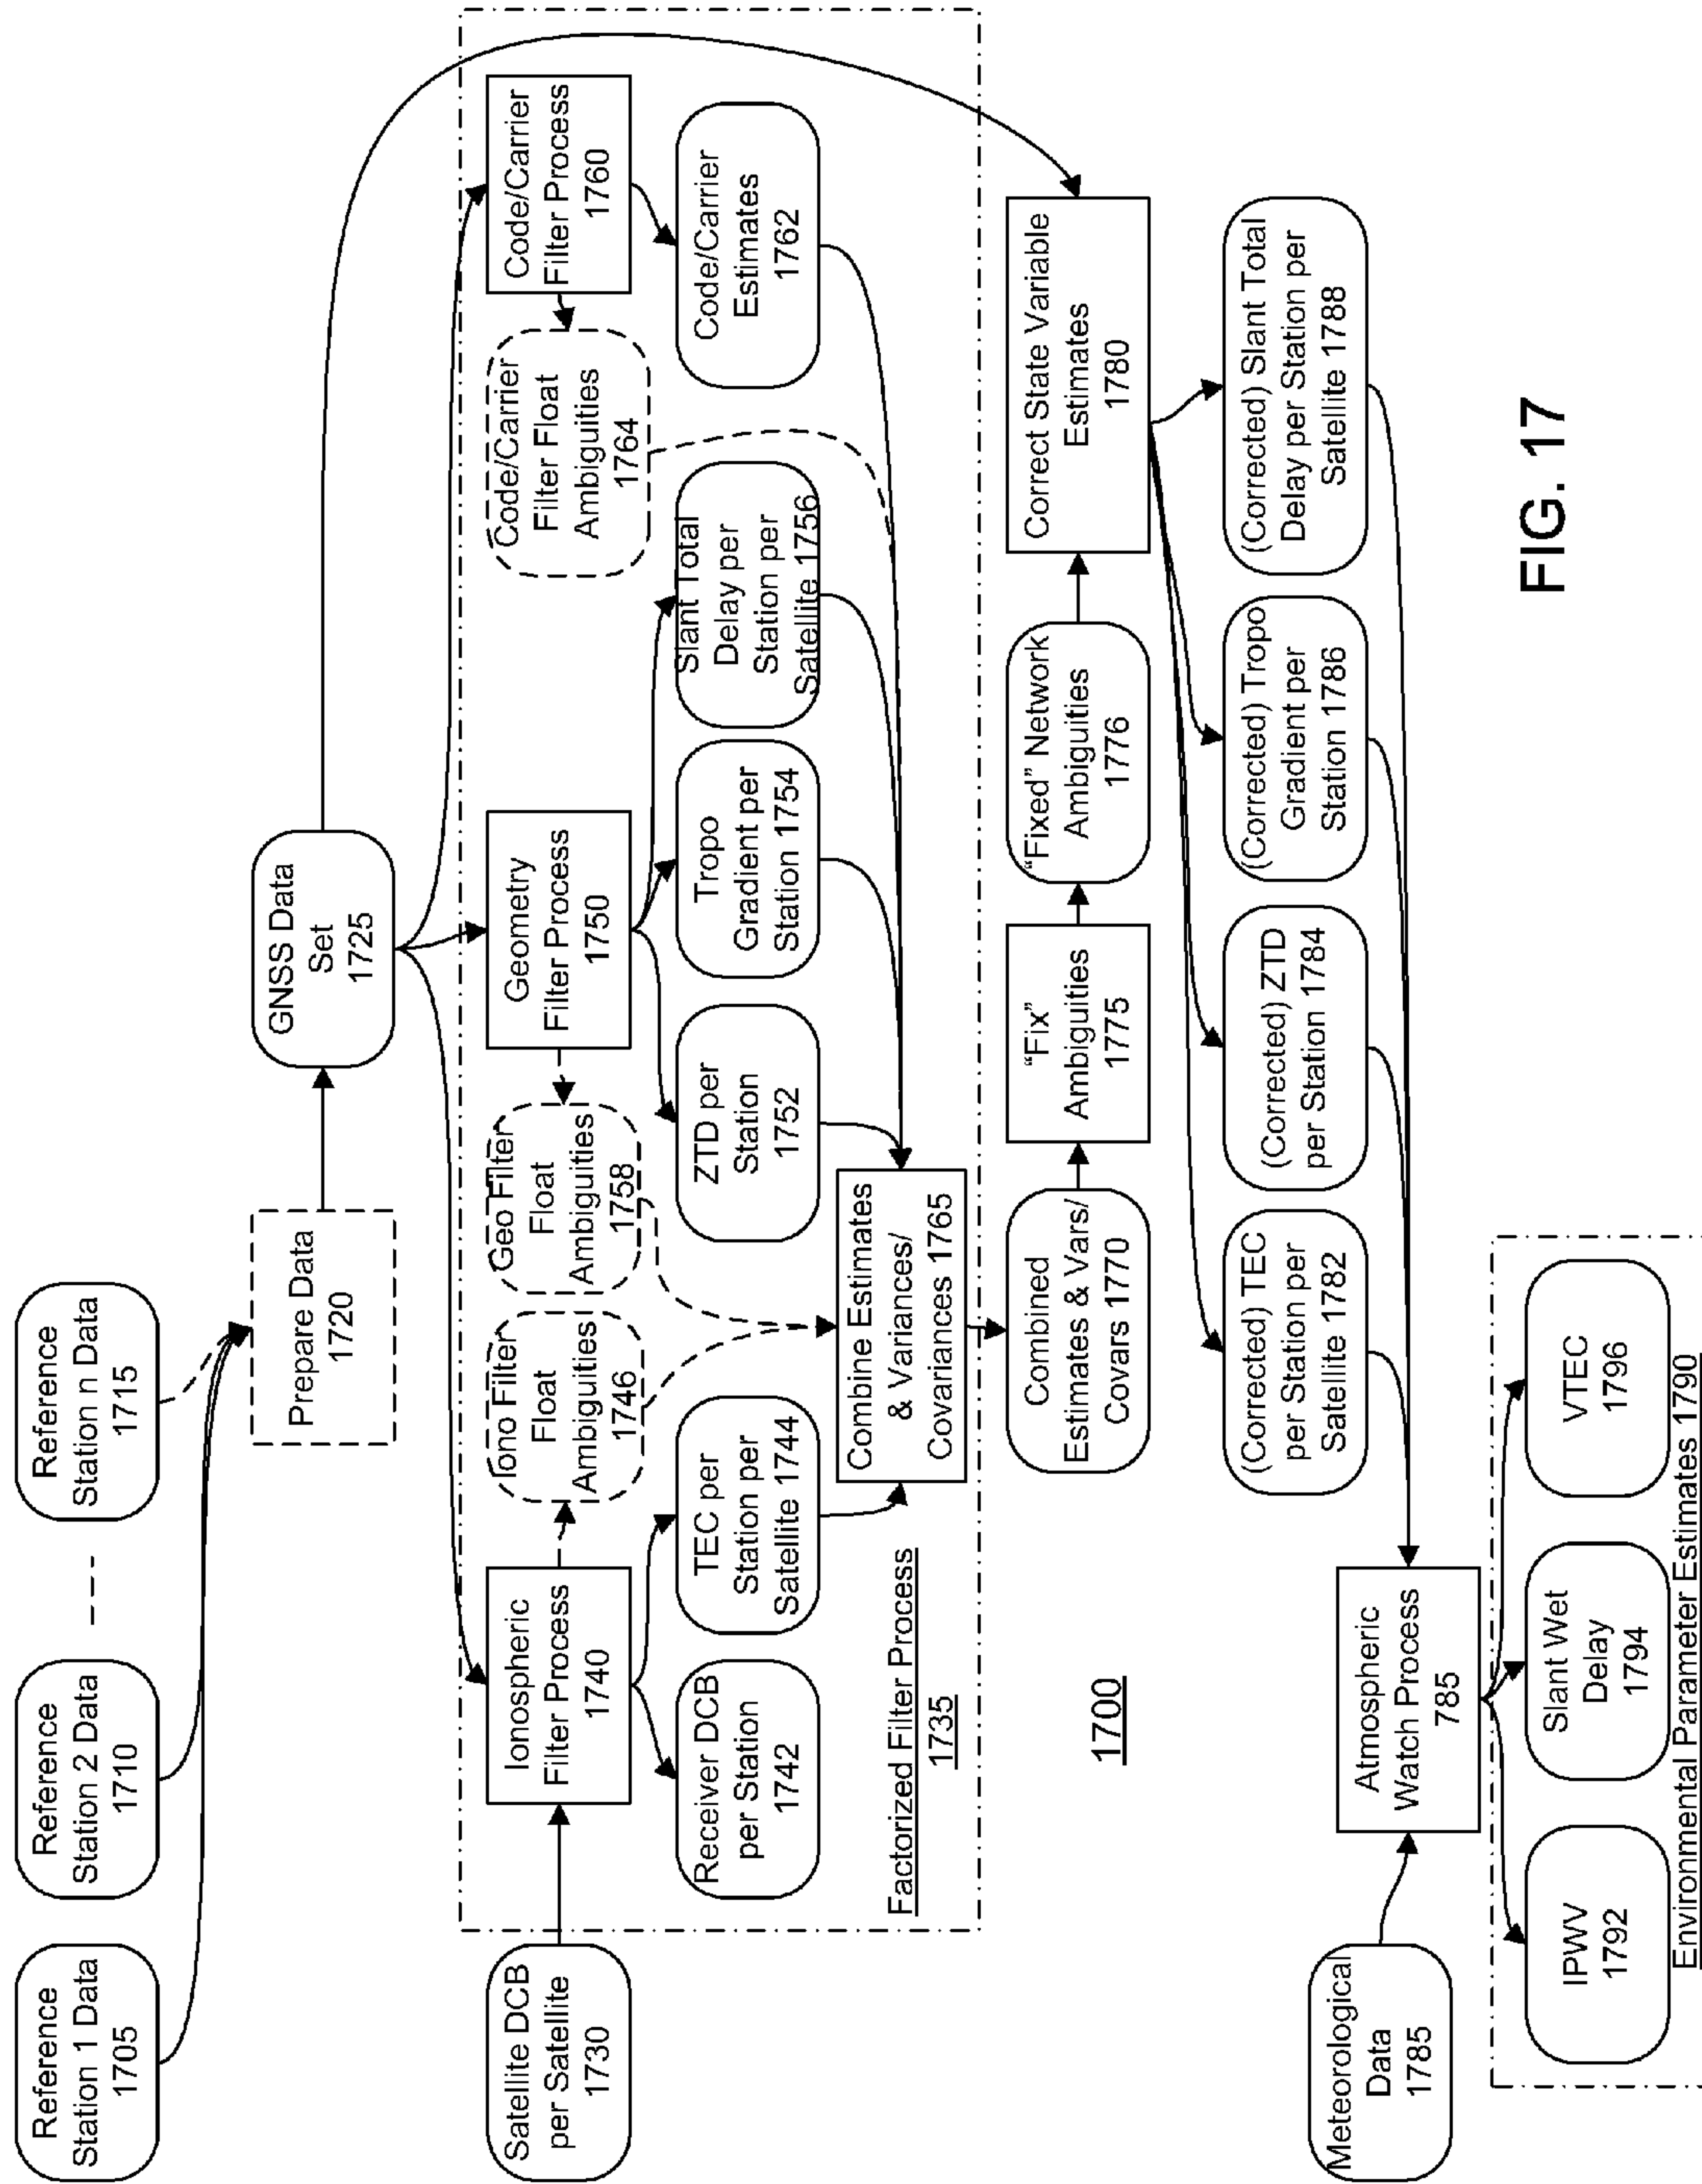 Reference
Station 1 Data
1705
Reference
Station 2 Data
1710
Reference
Station n Data
1715
Prepare Data
1720
GNSS Data
Set
1725
Satellite DCB
per Satellite
1730
Ionospheric
Filter Process
1740
Iono Filter
Float
Ambiguities
1746
Geo Filter
Float
Ambiguities
1758
Geometry
Filter Process
1750
Code/Carrier
Filter Float
Ambiguities
1764
Code/Carrier
Filter Process
1760
Receiver DCB
per Station
1742
TEC per
Station per
Satellite 1744
ZTD per
Station
1752
Tropo
Gradient per
Station 1754
Slant Total
Delay per
Station per
Satellite 1756
Code/Carrier
Estimates
1762
Factorized Filter Process
1735
Combine Estimates
& Variances/
Covariances 1765
1700
Combined
Estimates & Vars/
Covars 1770
"Fix"
Ambiguities
1775
"Fixed" Network
Ambiguities
1776
Correct State Variable
Estimates
1780
(Corrected) TEC
per Station per
Satellite 1782
(Corrected) ZTD
per Station 1784
(Corrected) Tropo
Gradient per
Station 1786
(Corrected) Slant Total
Delay per Station per
Satellite 1788
Meteorological
Data
1785
Atmospheric
Watch Process
785
IPWV
1792
Slant Wet
Delay
1794
VTEC
1796
Environmental Parameter Estimates 1790
FIG. 17